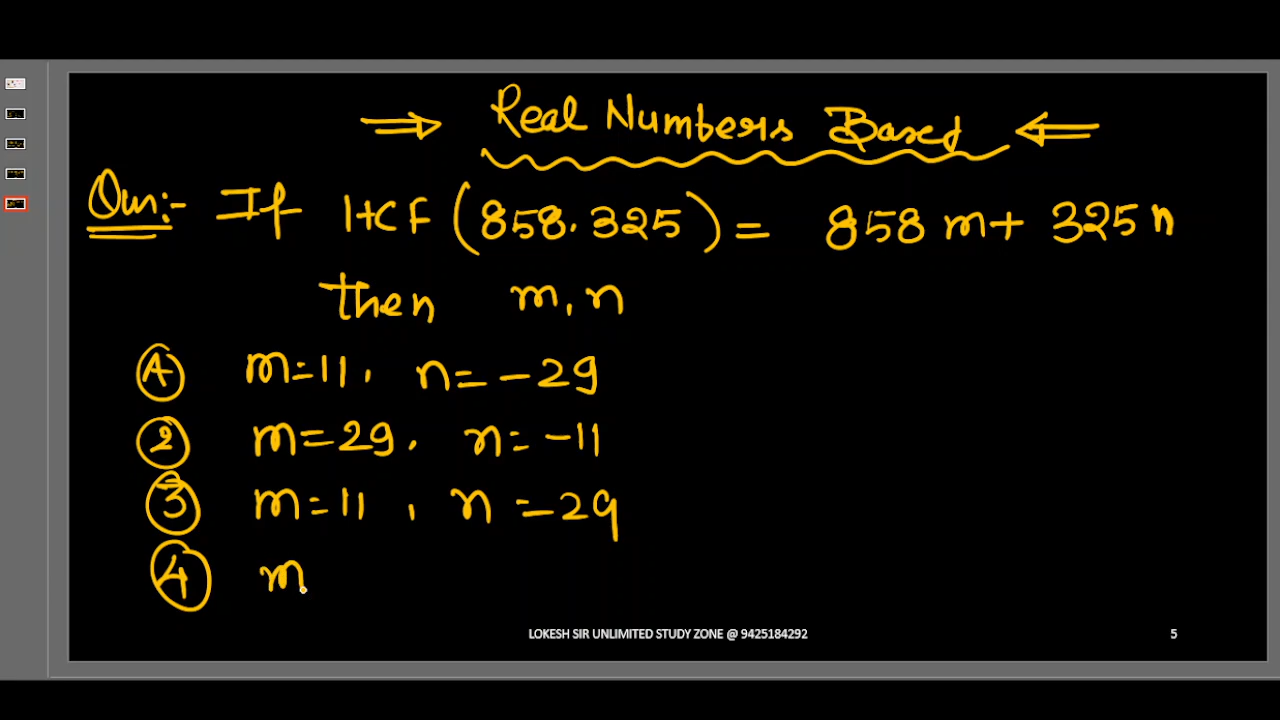 ⇒ Real Numbers Based ⇐
Qun:- If HCF (858, 325) = 858 m + 325 n
then m, n
Ⓐ m = 11, n = -29
② m = 29, n = -11
③ m = 11, n = -29
④ m
LOKESH SIR UNLIMITED STUDY ZONE @ 9425184292 5